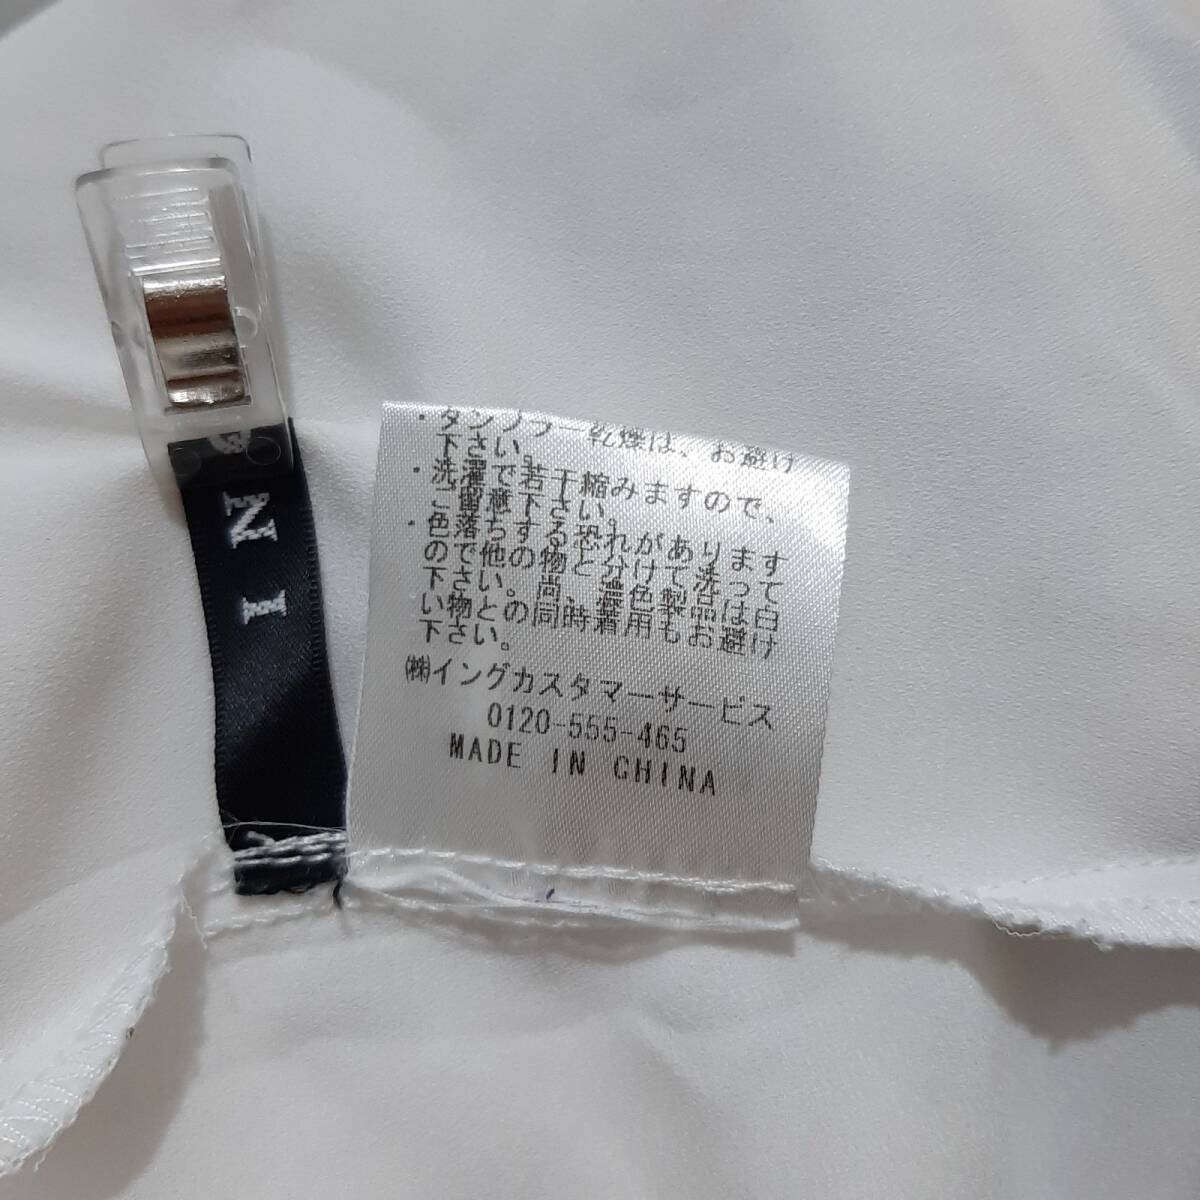 ・タンブラー乾燥は、お避け
下さい。
・洗濯で若干縮みますので、
ご留意下さい。
・色落ちする恐れがあります
ので他の物と分けて洗って
下さい。尚、濃色製品は白
い物との同時着用もお避け
下さい。
㈱イングカスタマーサービス
0120-555-465
MADE IN CHINA
N I